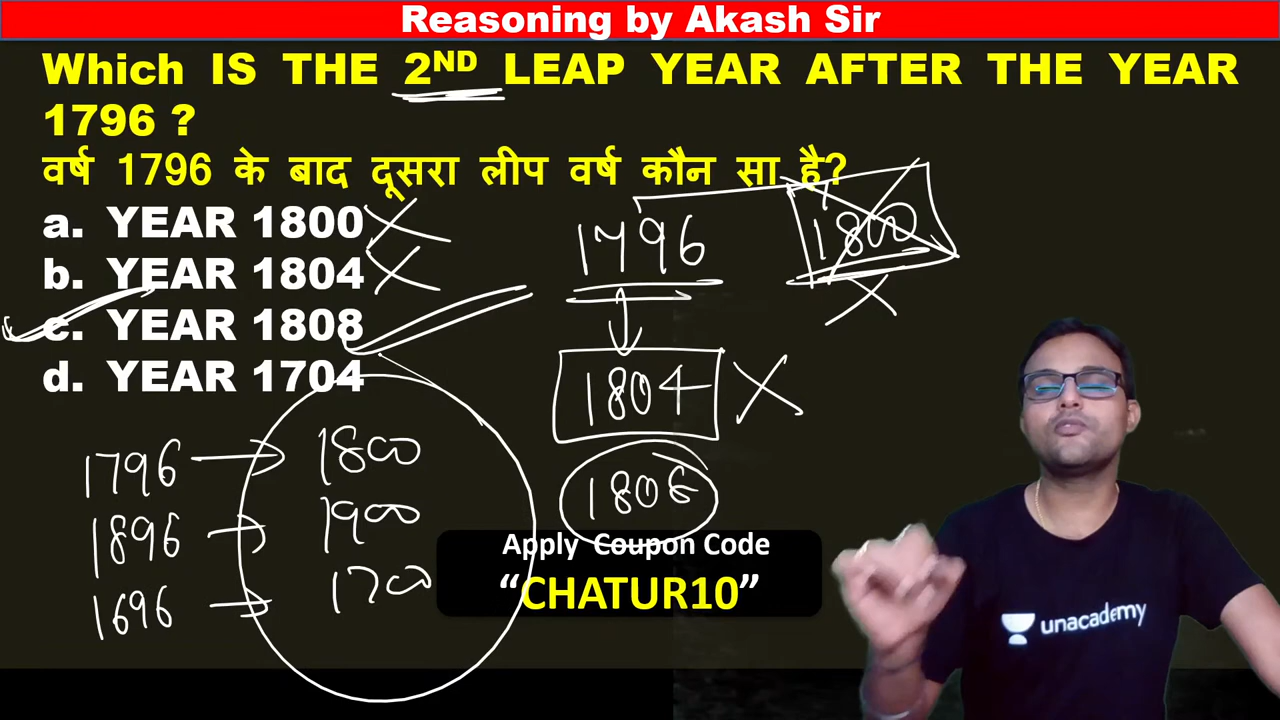 Reasoning by Akash Sir
Which IS THE 2ND LEAP YEAR AFTER THE YEAR
1796 ?
वर्ष 1796 के बाद दूसरा लीप वर्ष कौन सा है?
a. YEAR 1800
b. YEAR 1804
c. YEAR 1808
d. YEAR 1704
1796
1800
1804
1796 1800
1896 1900
1696 1700
Apply Coupon Code
“CHATUR10”
unacademy